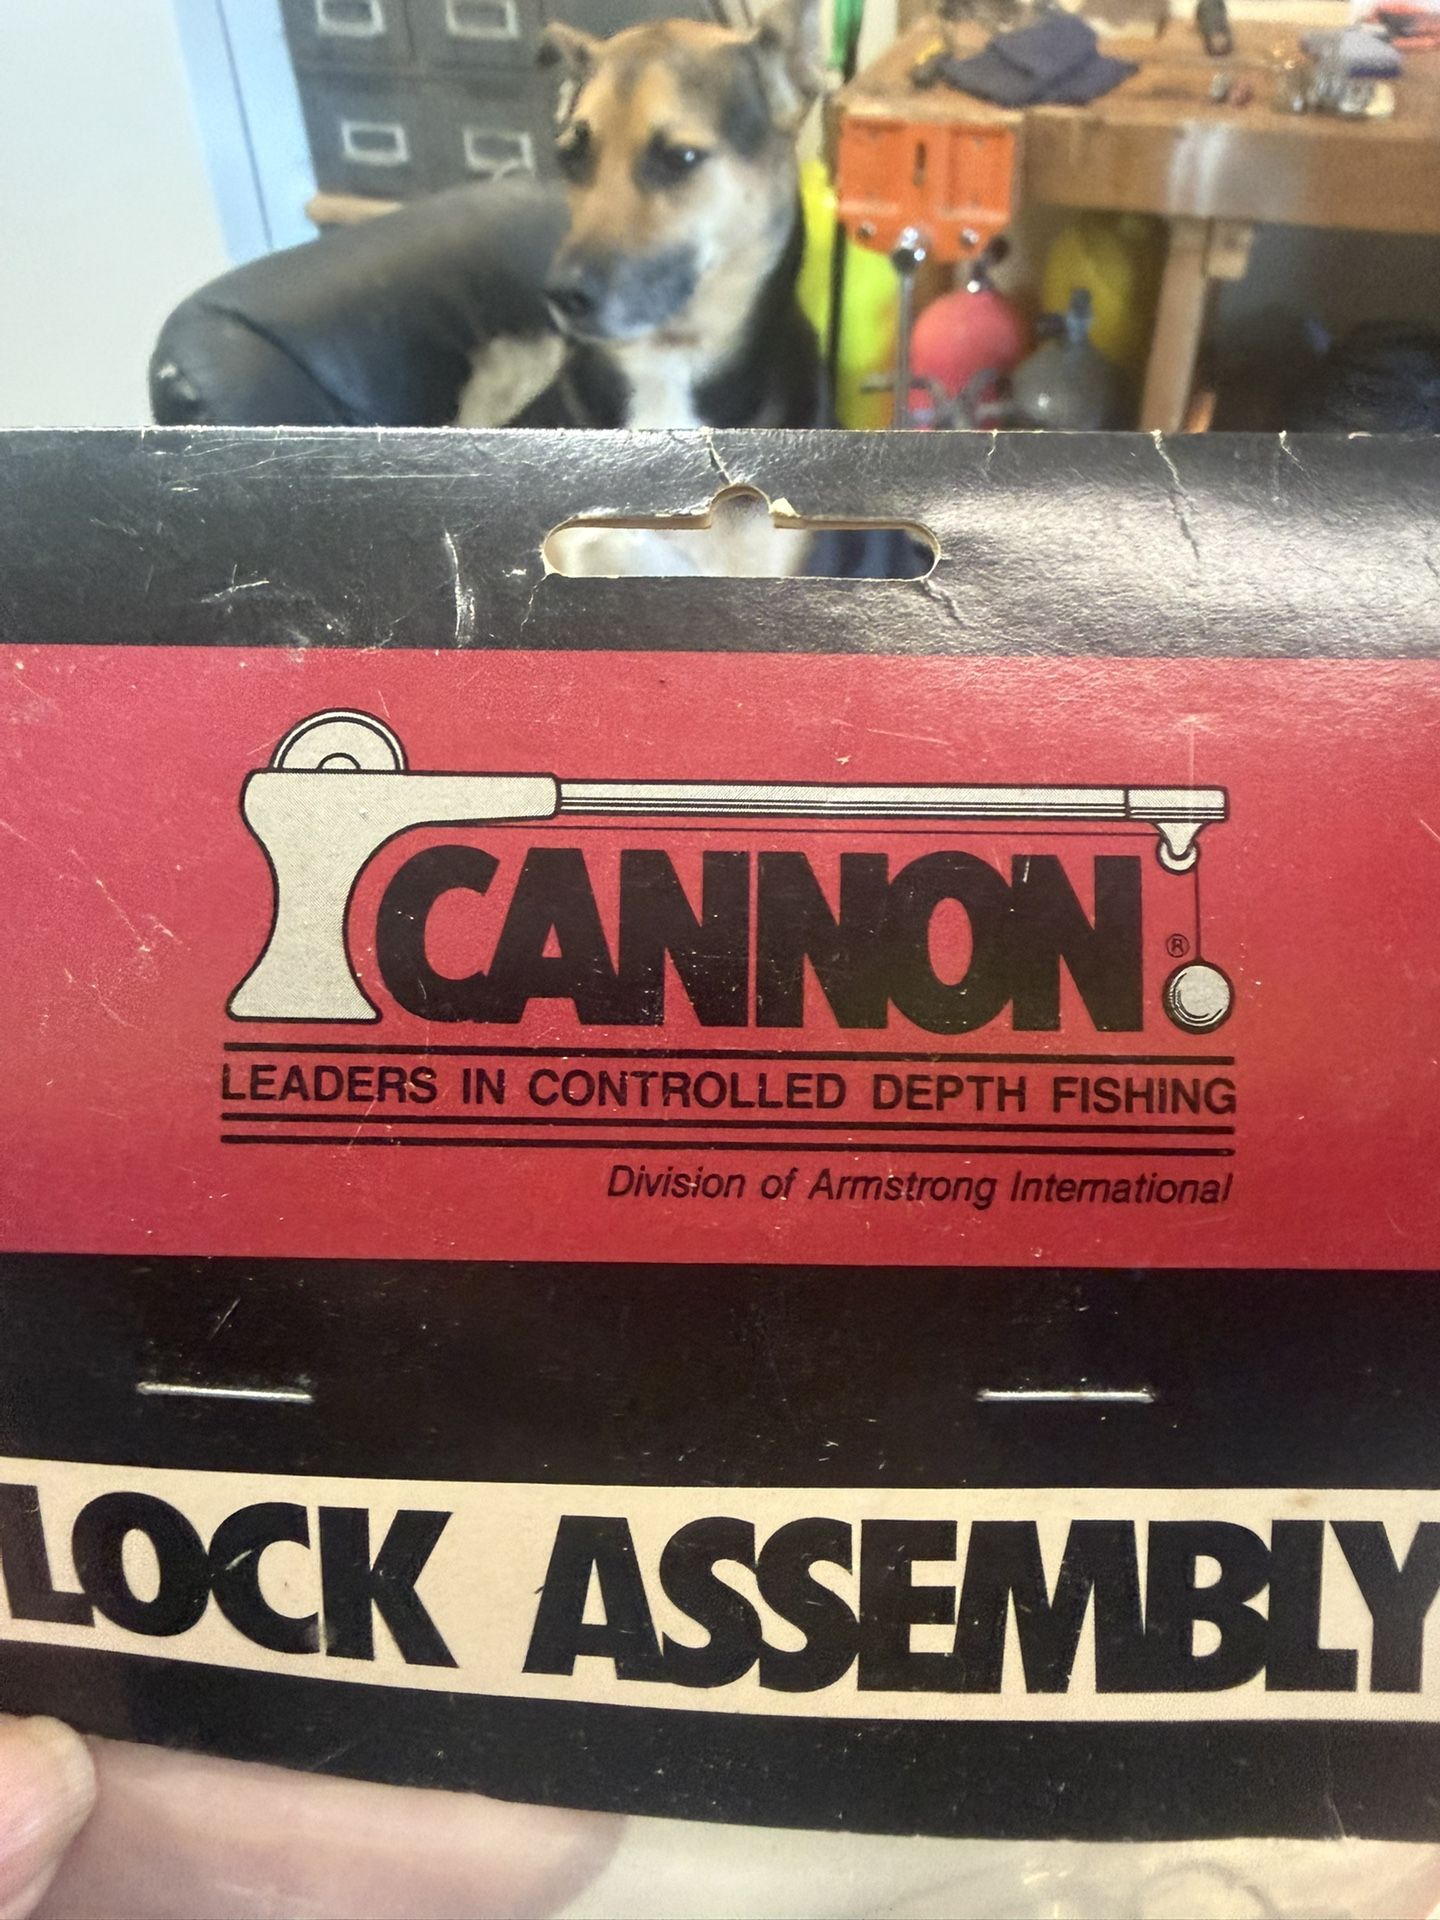 CANNON®
LEADERS IN CONTROLLED DEPTH FISHING
Division of Armstrong International
LOCK ASSEMBLY